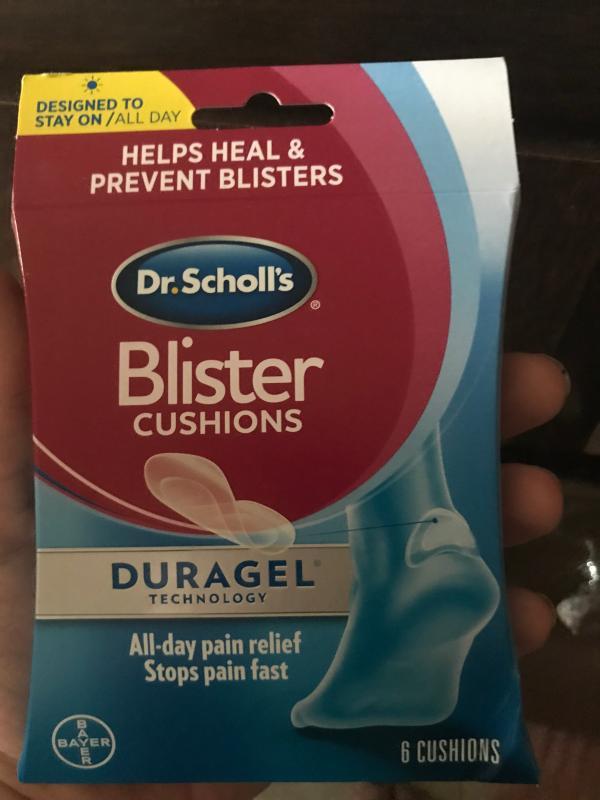 DESIGNED TO
STAY ON / ALL DAY
HELPS HEAL &
PREVENT BLISTERS
Dr.Scholl's®
Blister
CUSHIONS
DURAGEL®
TECHNOLOGY
All-day pain relief
Stops pain fast
BAYER
BAYER
6 CUSHIONS